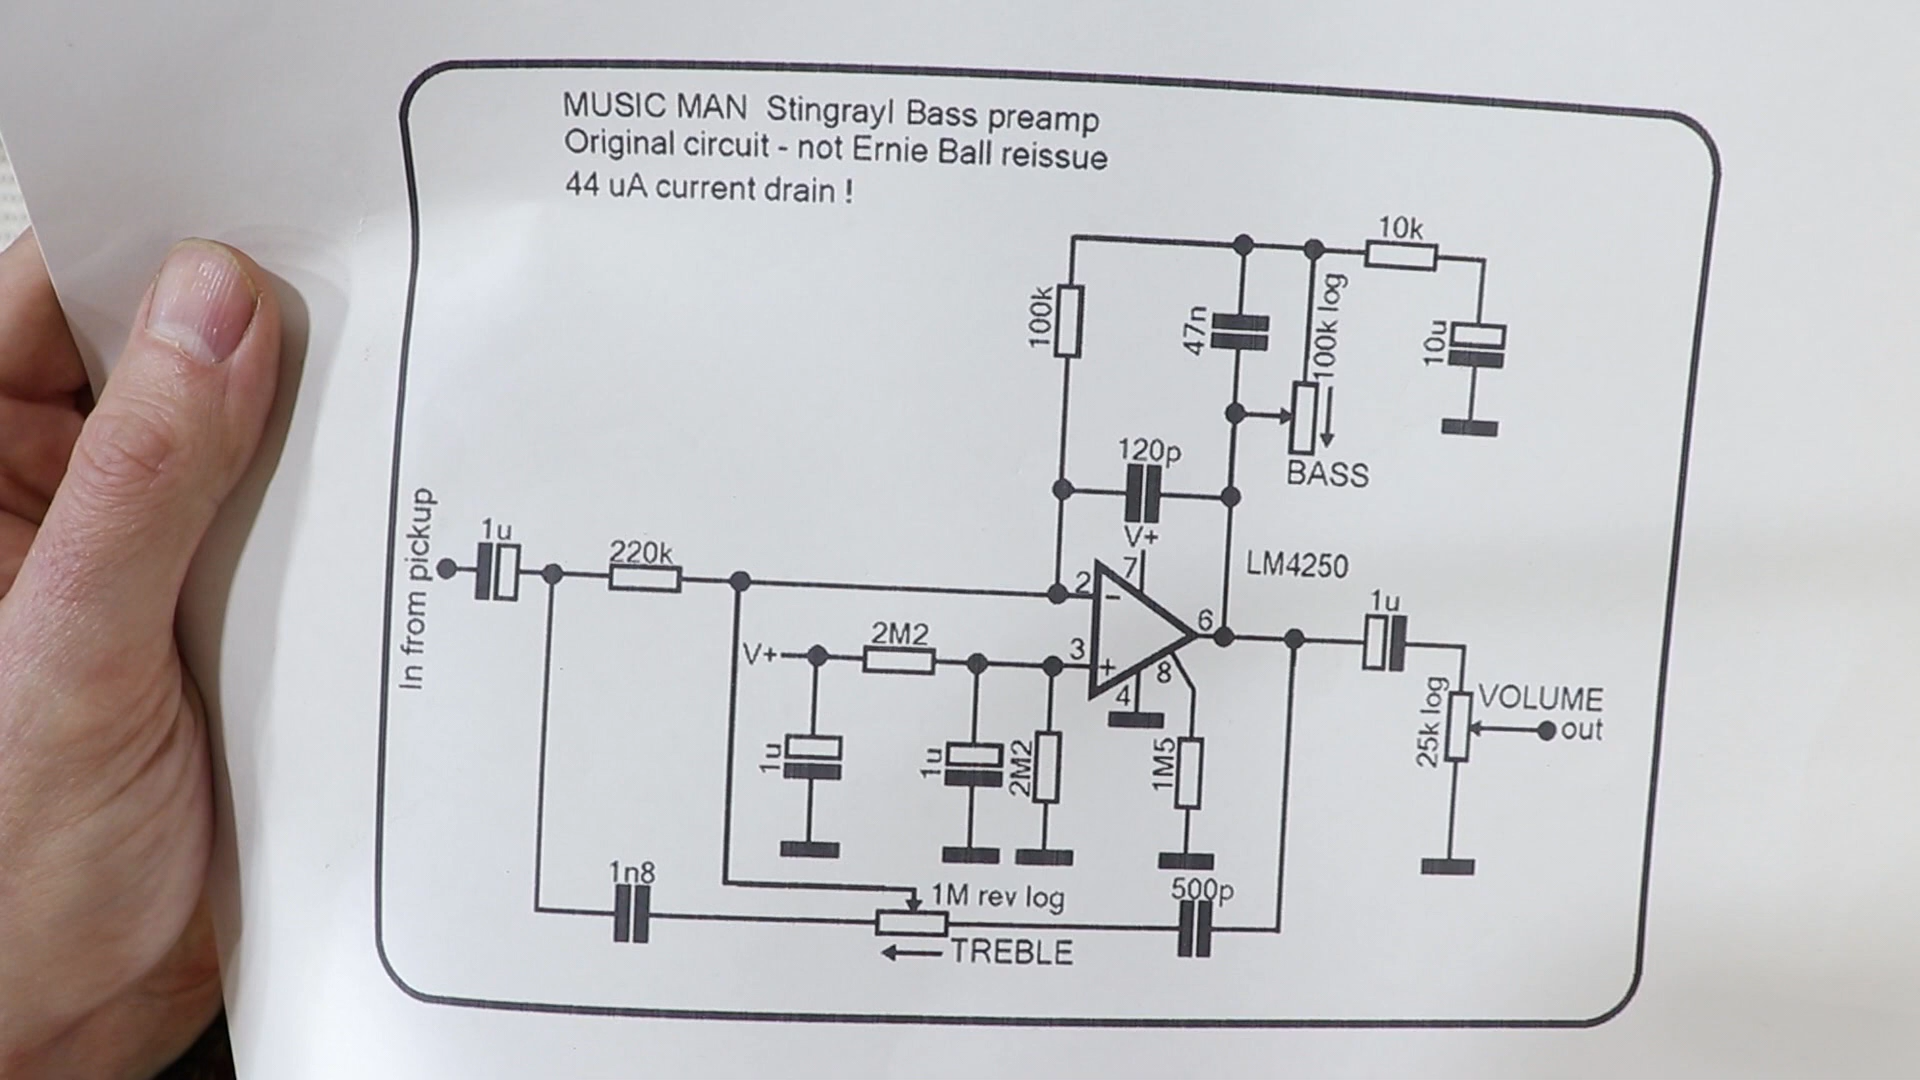 MUSIC MAN Stingrayl Bass preamp
Original circuit - not Ernie Ball reissue
44 uA current drain !
10k
100k
47n
100k log
10u
BASS
120p
V+
In from pickup
1u
220k
2
7
LM4250
-
6
1u
V+
2M2
3
+
8
4
VOLUME
25k log
out
1u
1u
2M2
1M5
1n8
1M rev log
500p
TREBLE